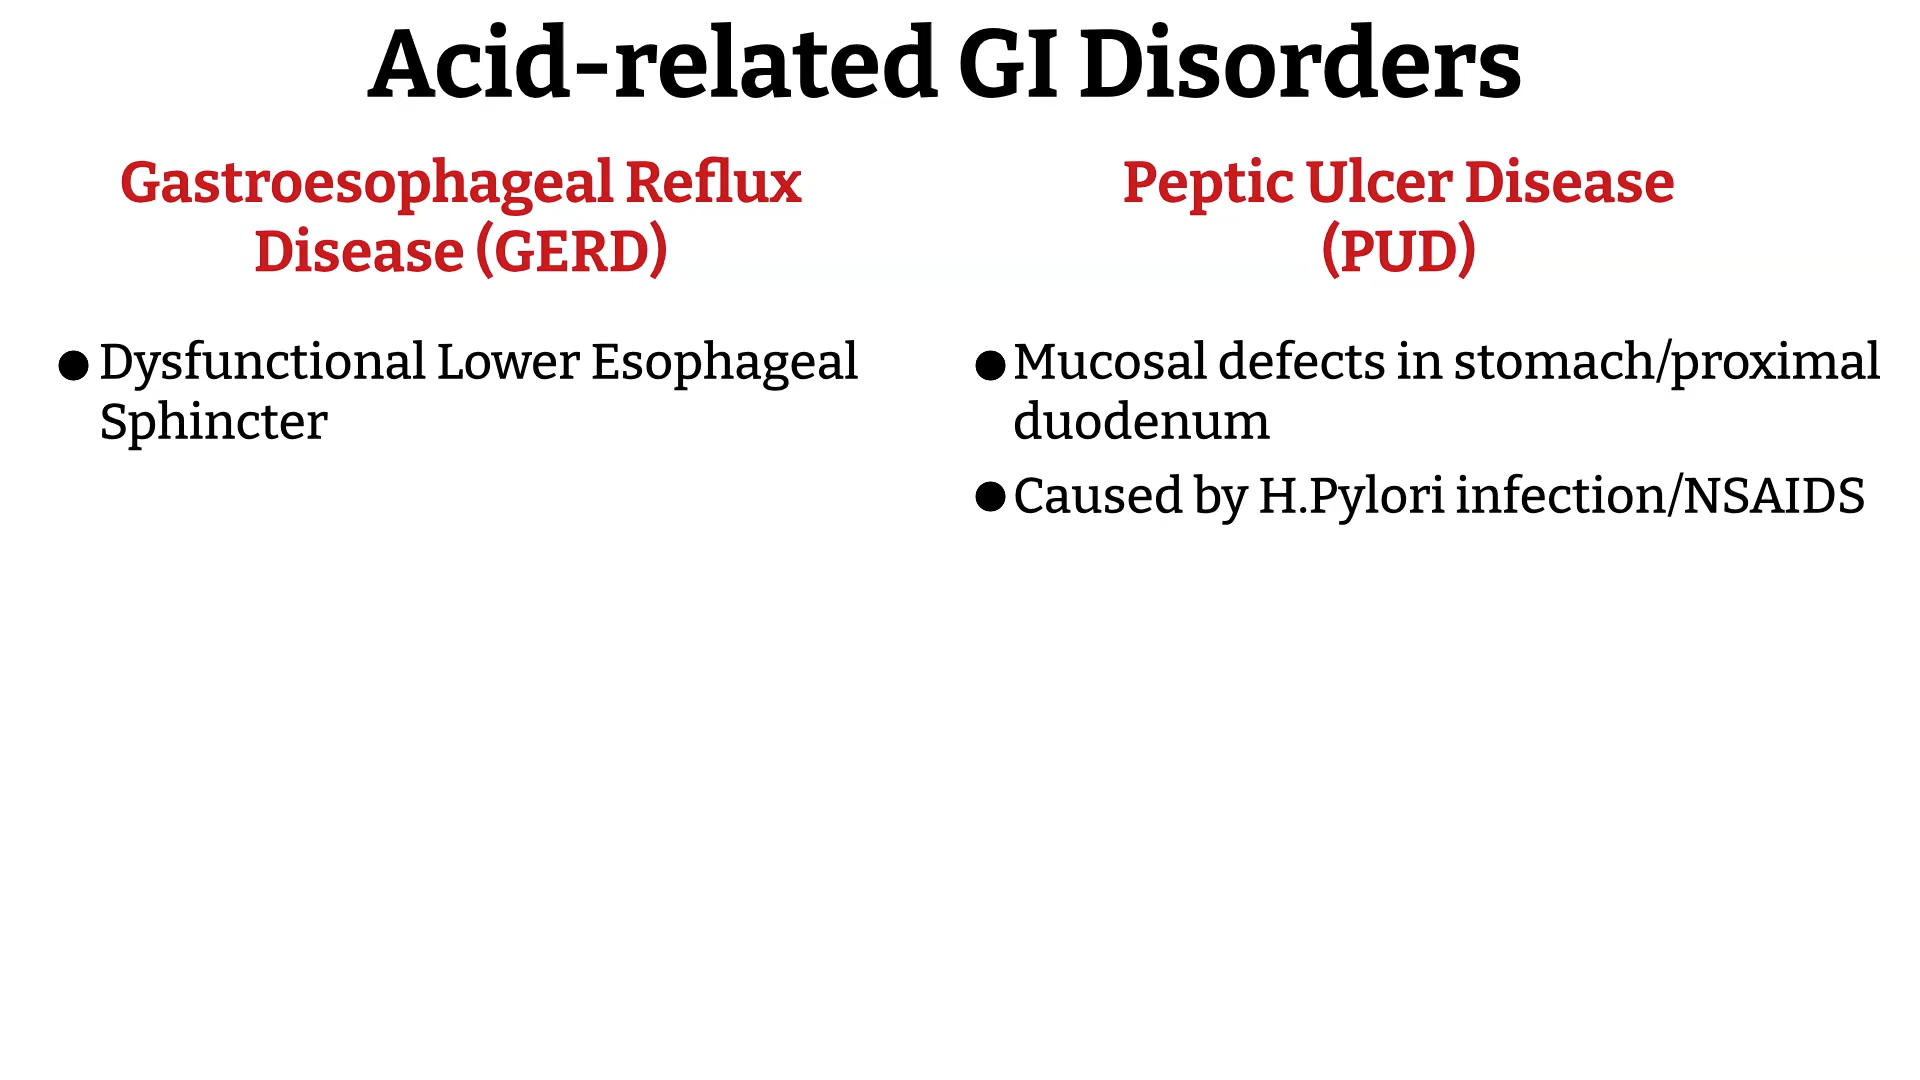 Acid-related GI Disorders
Gastroesophageal Reflux
Disease (GERD)
● Dysfunctional Lower Esophageal
Sphincter
Peptic Ulcer Disease
(PUD)
● Mucosal defects in stomach/proximal
duodenum
● Caused by H.Pylori infection/NSAIDS